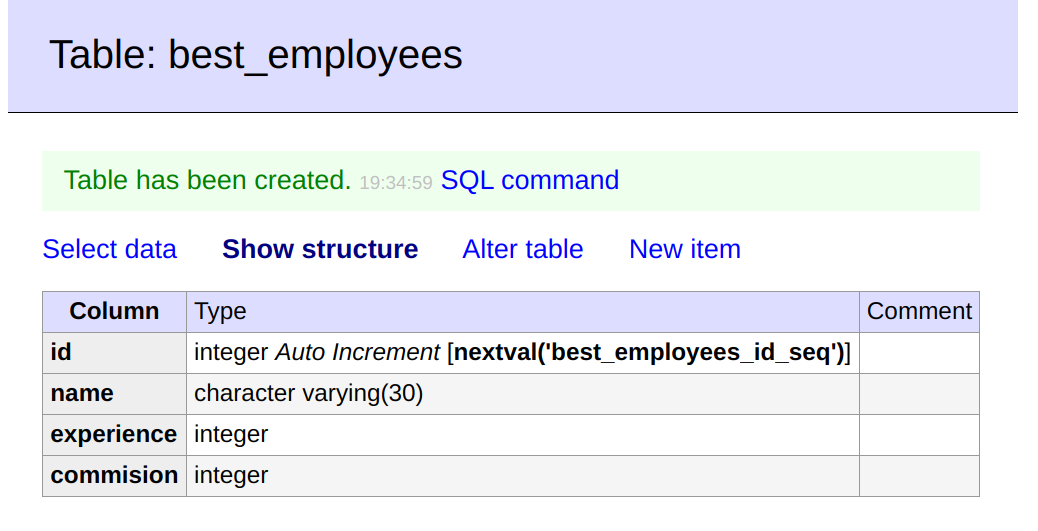 Table: best_employees
Table has been created. 19:34:59 SQL command
Select data Show structure Alter table New item
Column Type Comment
id integer Auto Increment [nextval('best_employees_id_seq')]
name character varying(30)
experience integer
commision integer